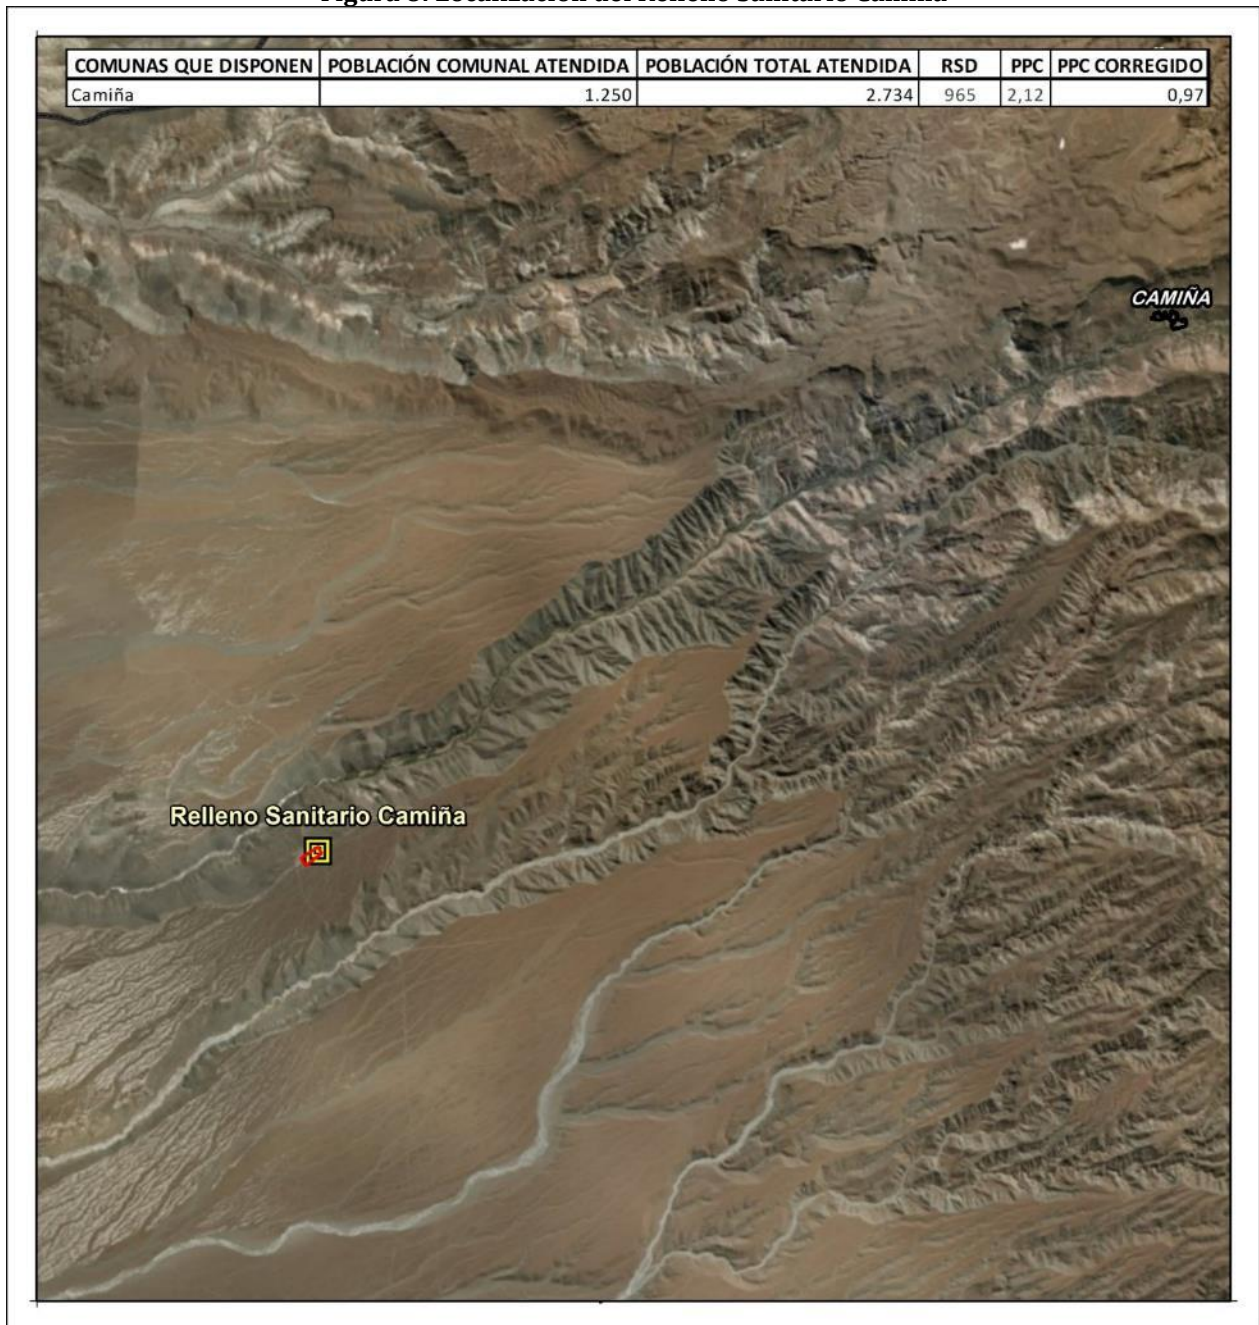 COMUNAS QUE DISPONEN POBLACIÓN COMUNAL ATENDIDA POBLACIÓN TOTAL ATENDIDA RSD PPC PPC CORREGIDO
Camiña 1.250 2.734 965 2,12 0,97
CAMIÑA
Relleno Sanitario Camiña